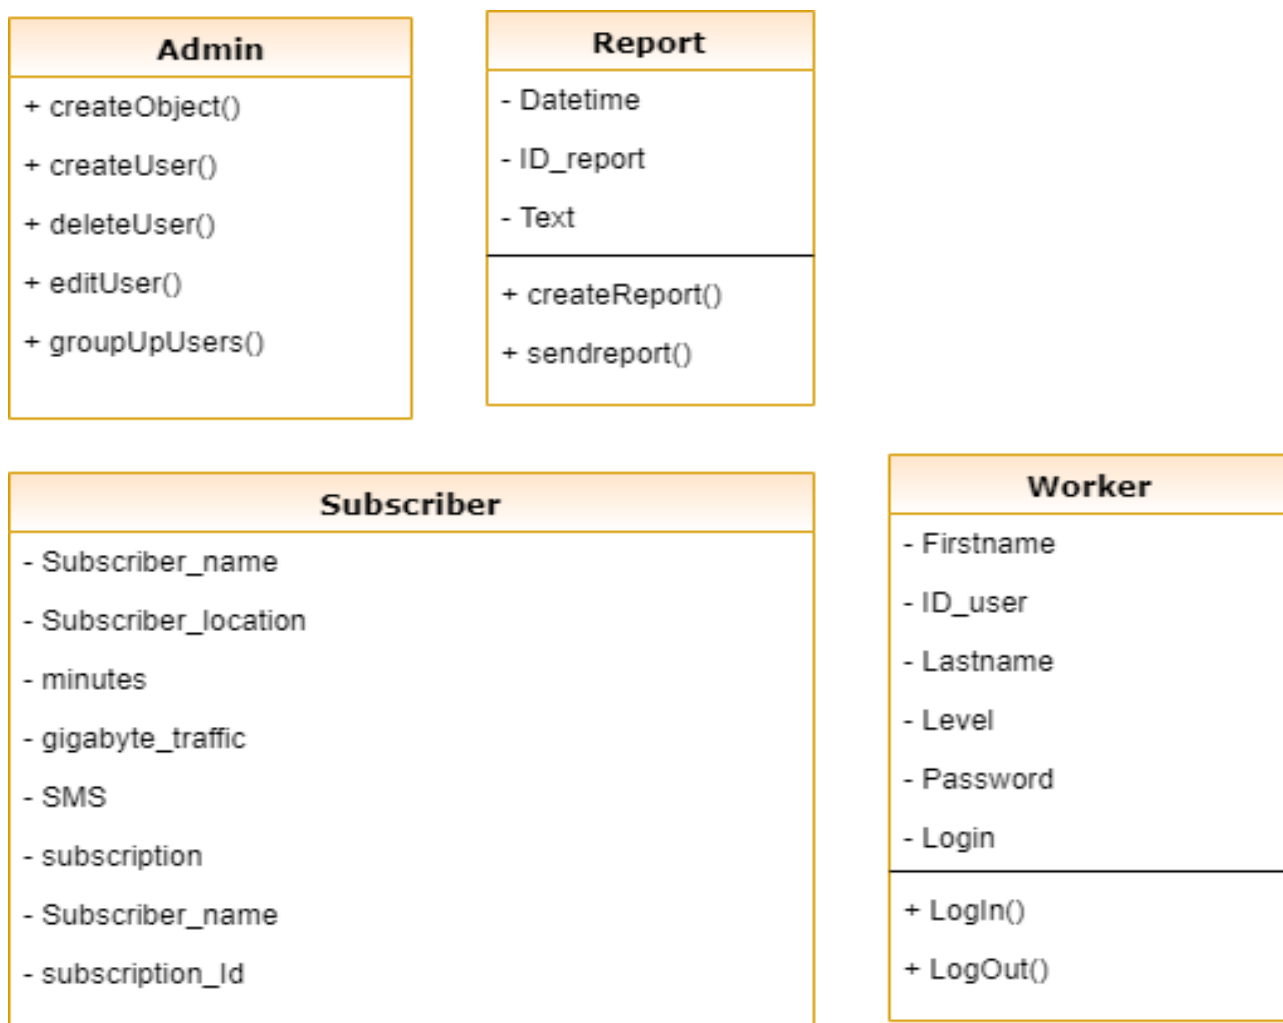 Admin
+ createObject()
+ createUser()
+ deleteUser()
+ editUser()
+ groupUpUsers()
Report
- Datetime
- ID_report
- Text
+ createReport()
+ sendreport()
Subscriber
- Subscriber_name
- Subscriber_location
- minutes
- gigabyte_traffic
- SMS
- subscription
- Subscriber_name
- subscription_Id
Worker
- Firstname
- ID_user
- Lastname
- Level
- Password
- Login
+ LogIn()
+ LogOut()